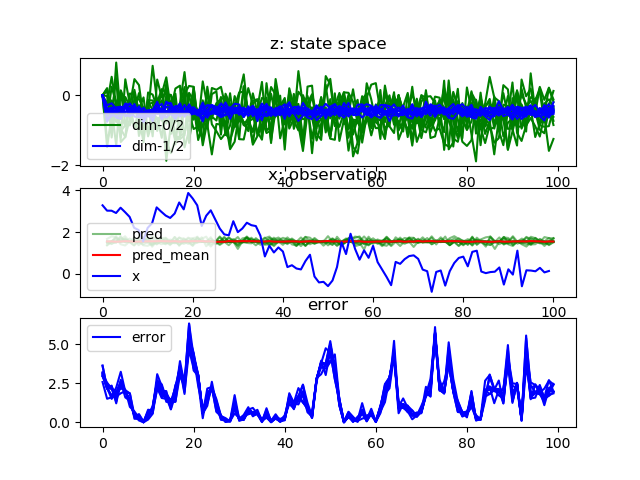 z: state space
0
−2
dim-0/2
dim-1/2
0 20 40 60 80 100
x: observation
4
2
0
pred
pred_mean
x
0 20 40 60 80 100
error
5.0
2.5
0.0
error
0 20 40 60 80 100